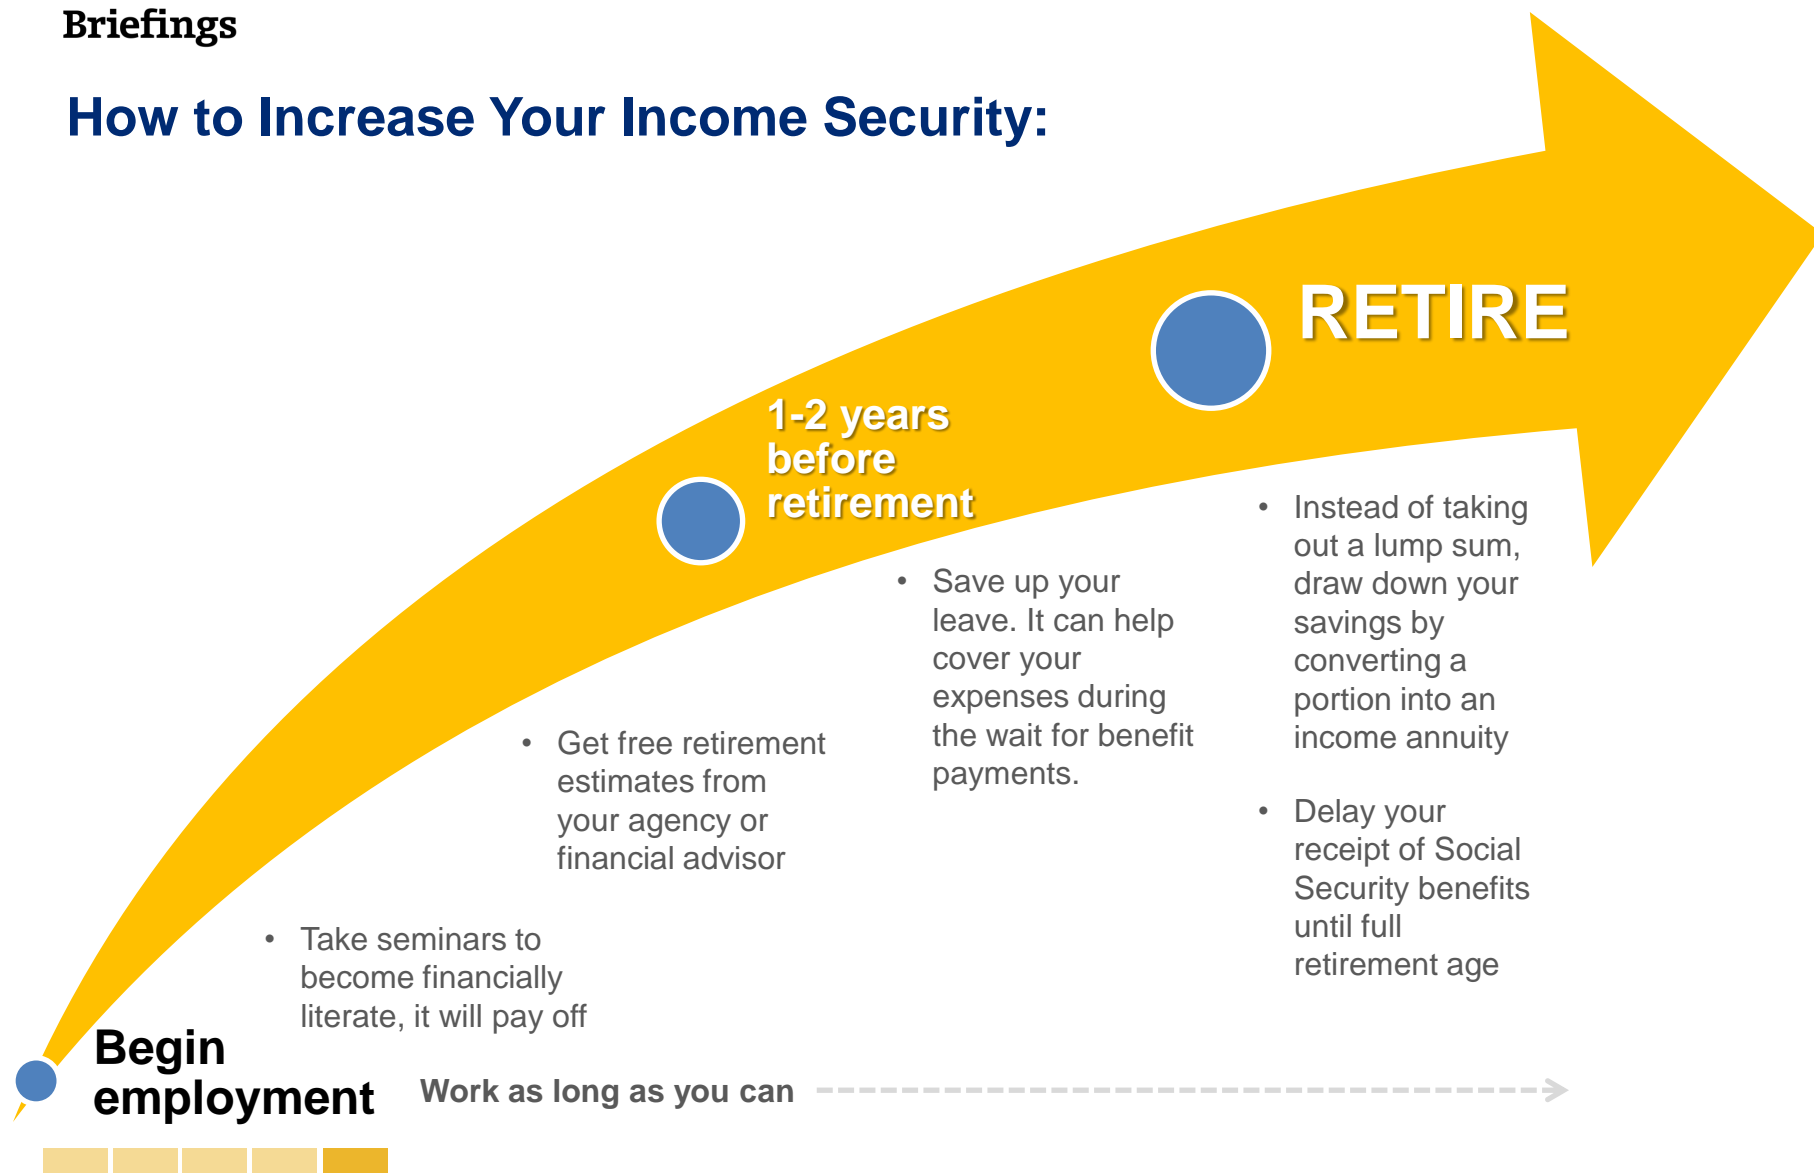 Briefings
How to Increase Your Income Security:
RETIRE
1-2 years
before
retirement
• Instead of taking
out a lump sum,
draw down your
savings by
converting a
portion into an
income annuity
• Delay your
receipt of Social
Security benefits
until full
retirement age
• Save up your
leave. It can help
cover your
expenses during
the wait for benefit
payments.
• Get free retirement
estimates from
your agency or
financial advisor
• Take seminars to
become financially
literate, it will pay off
Begin
employment
Work as long as you can